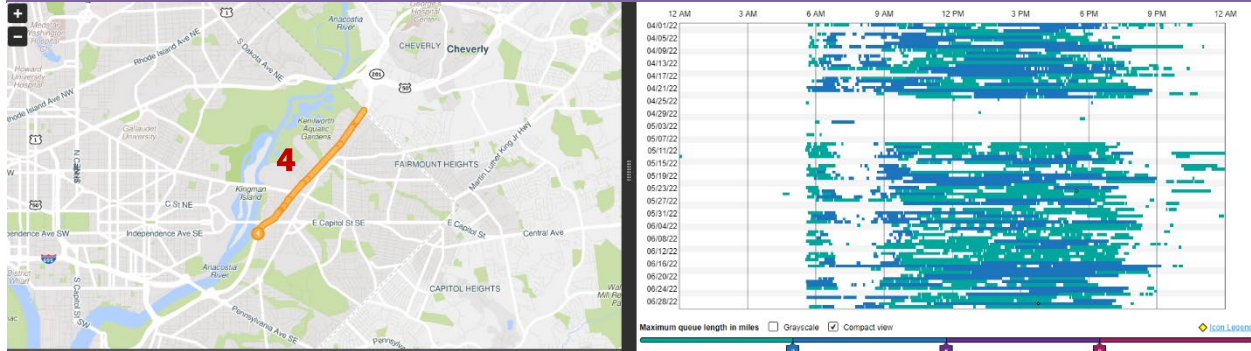 +
−
CHEVERLY
Cheverly
Rhode Island Ave NE
S Dakota Ave NE
Anacostia
River
201
50
Howard
University
Hospital
Gallaudet
University
Kenilworth
Aquatic
Gardens
4
FAIRMOUNT HEIGHTS
Martin Luther King Jr Hwy
Kingman
Island
C St NE
E Capitol St SE
E Capitol St
Central Ave
Independence Ave SE
Anacostia
River
S Capitol St SW
CAPITOL HEIGHTS
Pennsylvania Ave SE
12 AM 3 AM 6 AM 9 AM 12 PM 3 PM 6 PM 9 PM 12 AM
04/01/22
04/05/22
04/09/22
04/13/22
04/17/22
04/21/22
04/25/22
04/29/22
05/03/22
05/07/22
05/11/22
05/15/22
05/19/22
05/23/22
05/27/22
05/31/22
06/04/22
06/08/22
06/12/22
06/16/22
06/20/22
06/24/22
06/28/22
Maximum queue length in miles Grayscale Compact view Icon Legend